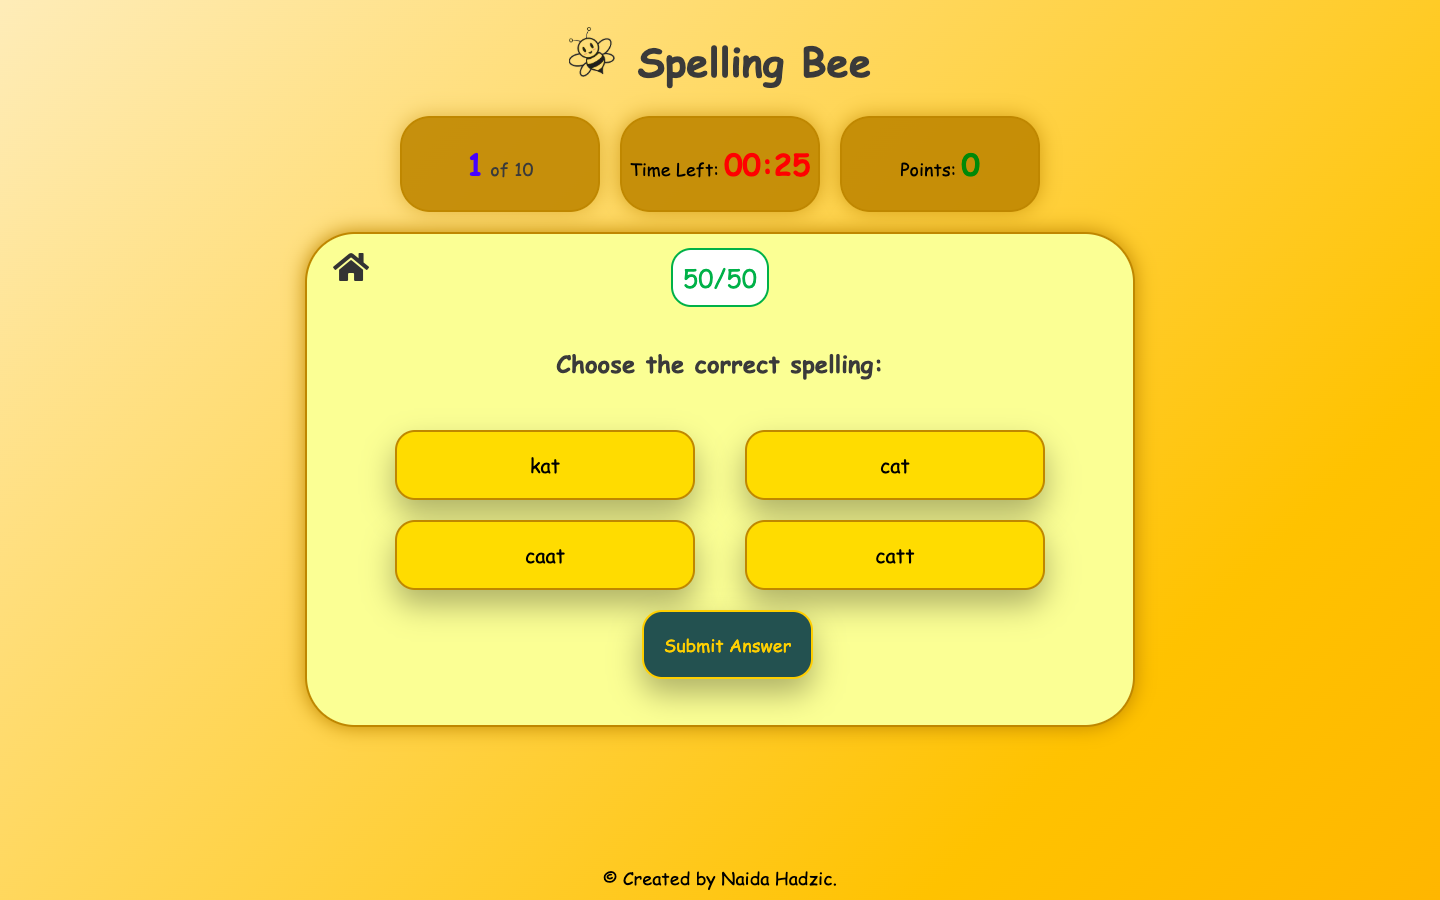 Spelling Bee
1 of 10
Time Left: 00:25
Points: 0
50/50
Choose the correct spelling:
kat
cat
caat
catt
Submit Answer
© Created by Naida Hadzic.